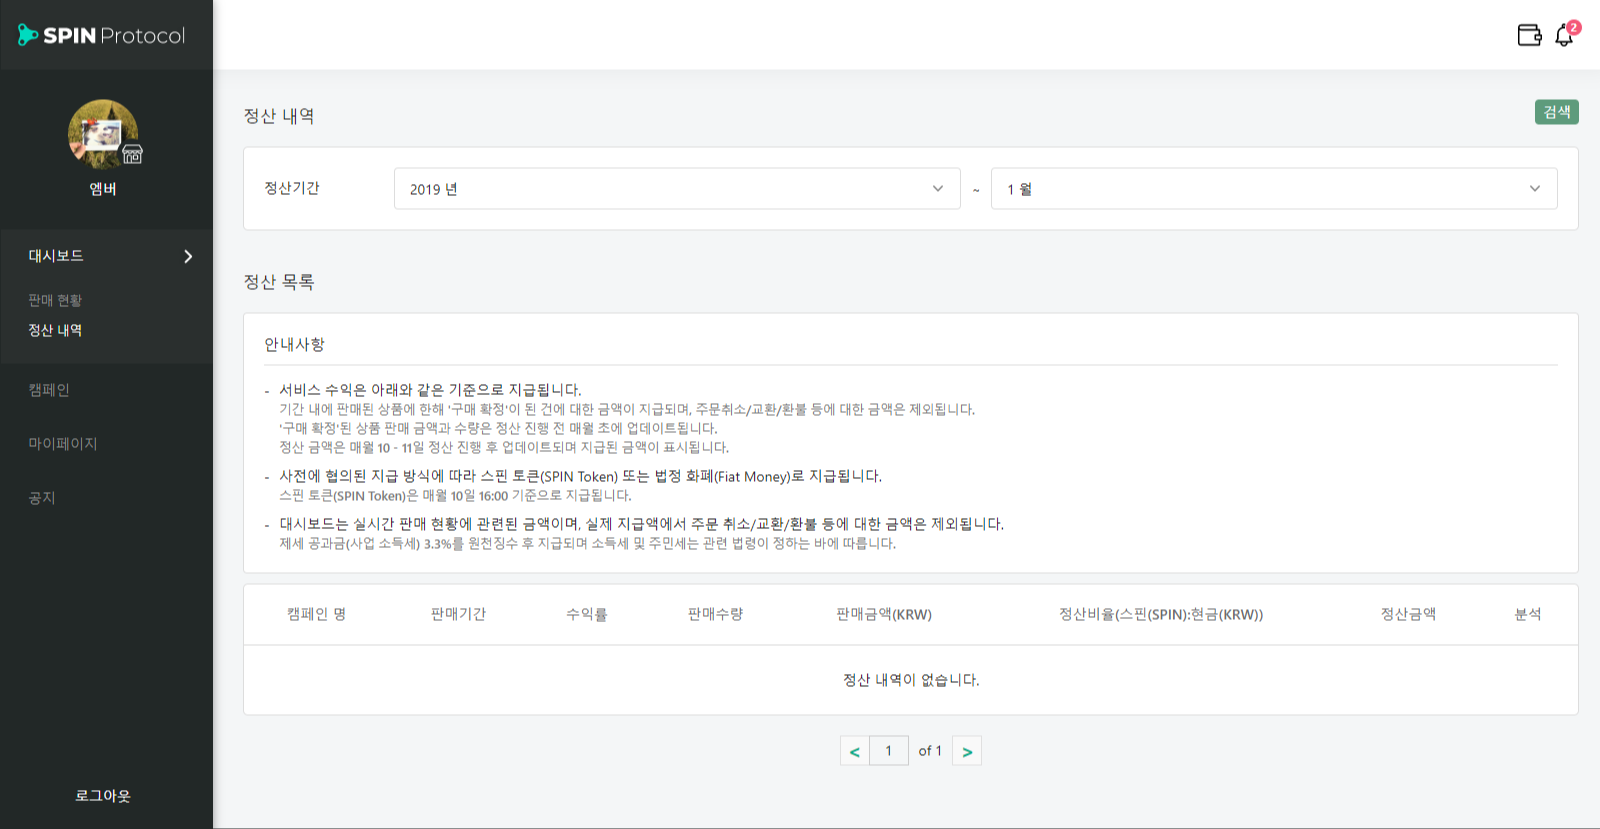 SPIN Protocol
2
엠버
대시보드
판매 현황
정산 내역
캠페인
마이페이지
공지
로그아웃
정산 내역
검색
정산기간
2019 년
~
1 월
정산 목록
안내사항
- 서비스 수익은 아래와 같은 기준으로 지급됩니다.
기간 내에 판매된 상품에 한해 '구매 확정'이 된 건에 대한 금액이 지급되며, 주문취소/교환/환불 등에 대한 금액은 제외됩니다.
'구매 확정'된 상품 판매 금액과 수량은 정산 진행 전 매월 초에 업데이트됩니다.
정산 금액은 매월 10 - 11일 정산 진행 후 업데이트되며 지급된 금액이 표시됩니다.
- 사전에 협의된 지급 방식에 따라 스핀 토큰(SPIN Token) 또는 법정 화폐(Fiat Money)로 지급됩니다.
스핀 토큰(SPIN Token)은 매월 10일 16:00 기준으로 지급됩니다.
- 대시보드는 실시간 판매 현황에 관련된 금액이며, 실제 지급액에서 주문 취소/교환/환불 등에 대한 금액은 제외됩니다.
제세 공과금(사업 소득세) 3.3%를 원천징수 후 지급되며 소득세 및 주민세는 관련 법령이 정하는 바에 따릅니다.
캠페인 명 판매기간 수익률 판매수량 판매금액(KRW) 정산비율(스핀(SPIN):현금(KRW)) 정산금액 분석
정산 내역이 없습니다.
< 1 of 1 >